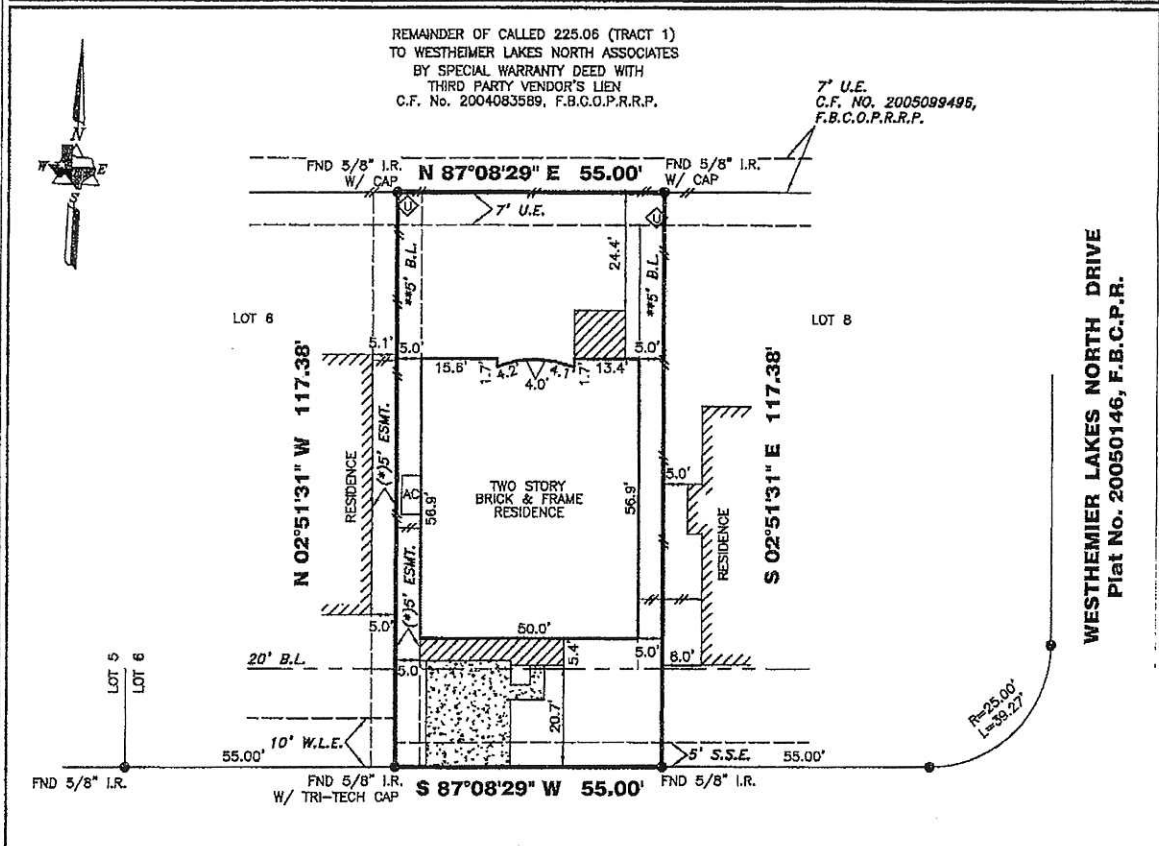 REMAINDER OF CALLED 225.06 (TRACT 1)
TO WESTHEIMER LAKES NORTH ASSOCIATES
BY SPECIAL WARRANTY DEED WITH
THIRD PARTY VENDOR'S LIEN
C.F. No. 2004083589, F.B.C.O.P.R.R.P.
7' U.E.
C.F. NO. 2005099495,
F.B.C.O.P.R.R.P.
N
W E
S
FND 5/8" I.R.
W/ CAP
N 87°08'29" E 55.00'
FND 5/8" I.R.
W/ CAP
U
7' U.E.
U
**5' B.L.
24.4'
**5' B.L.
LOT 6
LOT 8
5.1'
5.0'
15.6'
1.7'
4.2'
4.0'
4.7'
1.7'
13.4'
5.0'
N 02°51'31" W 117.38'
RESIDENCE
(*)5' ESMT.
AC
56.9'
TWO STORY
BRICK & FRAME
RESIDENCE
56.9'
5.0'
RESIDENCE
S 02°51'31" E 117.38'
WESTHEMIER LAKES NORTH DRIVE
Plat No. 20050146, F.B.C.P.R.
(*)5' ESMT.
5.0'
50.0'
5.0'
8.0'
20' B.L.
5.0'
5.4'
LOT 5
LOT 6
20.7'
10' W.L.E.
5' S.S.E.
R=25.00'
L=39.27'
55.00'
55.00'
FND 5/8" I.R.
FND 5/8" I.R.
W/ TRI-TECH CAP
S 87°08'29" W 55.00'
FND 5/8" I.R.